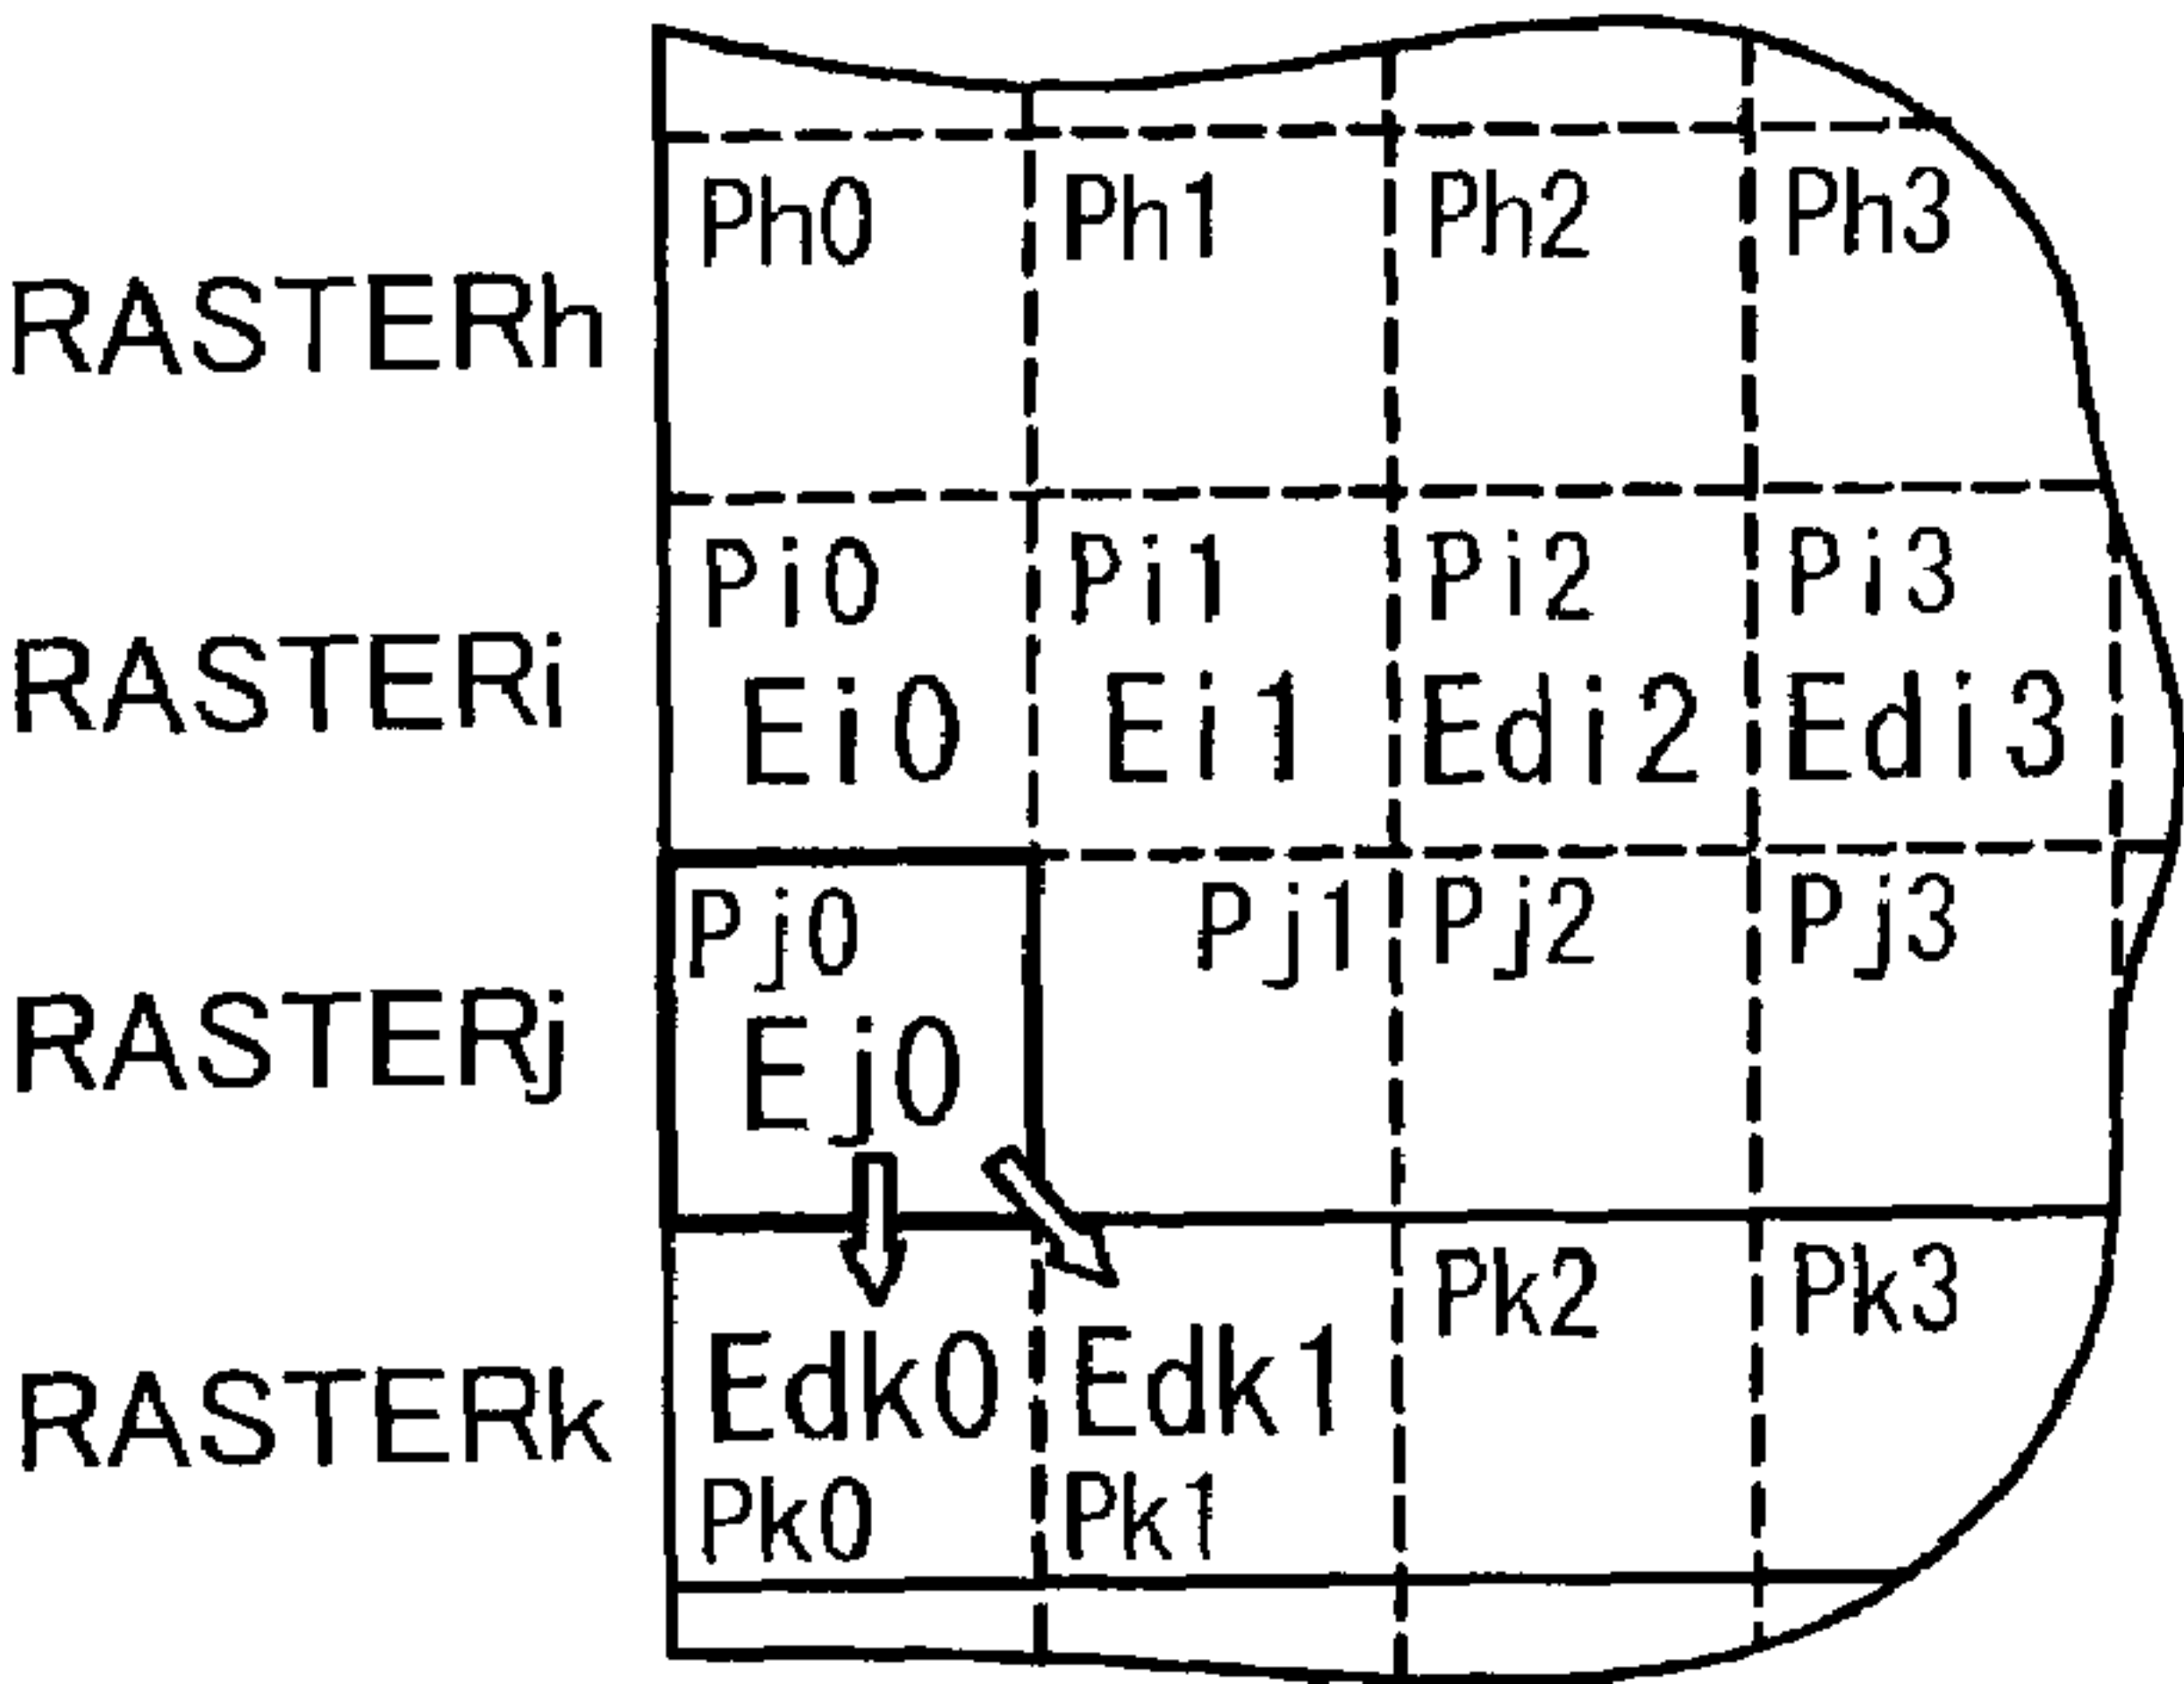 Ph0 Ph1 Ph2 Ph3
RASTERh
Pi0 Pi1 Pi2 Pi3
RASTERi Ei0 Ei1 Edi2 Edi3
Pj0 Pj1 Pj2 Pj3
RASTERj Ej0
Pk2 Pk3
RASTERk Edk0 Edk1
Pk0 Pk1